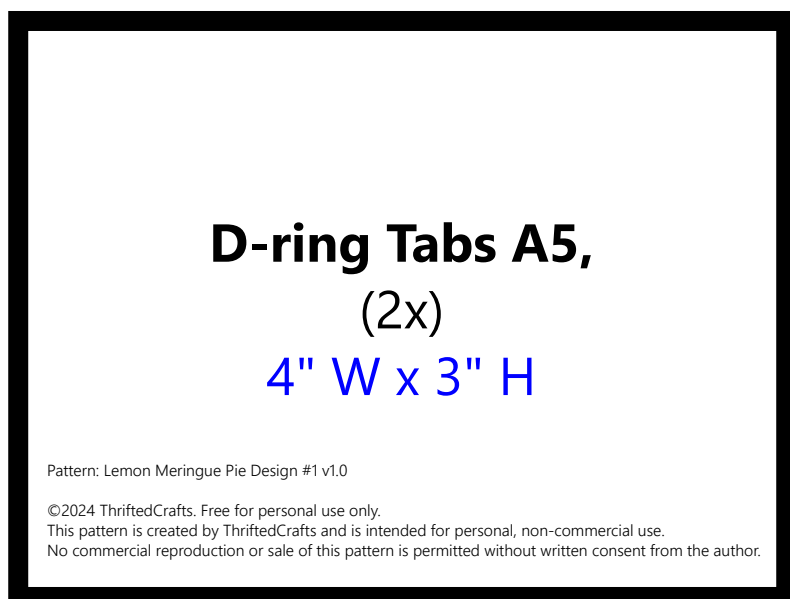 D-ring Tabs A5,
(2x)
4" W x 3" H
Pattern: Lemon Meringue Pie Design #1 v1.0
©2024 ThriftedCrafts. Free for personal use only.
This pattern is created by ThriftedCrafts and is intended for personal, non-commercial use.
No commercial reproduction or sale of this pattern is permitted without written consent from the author.